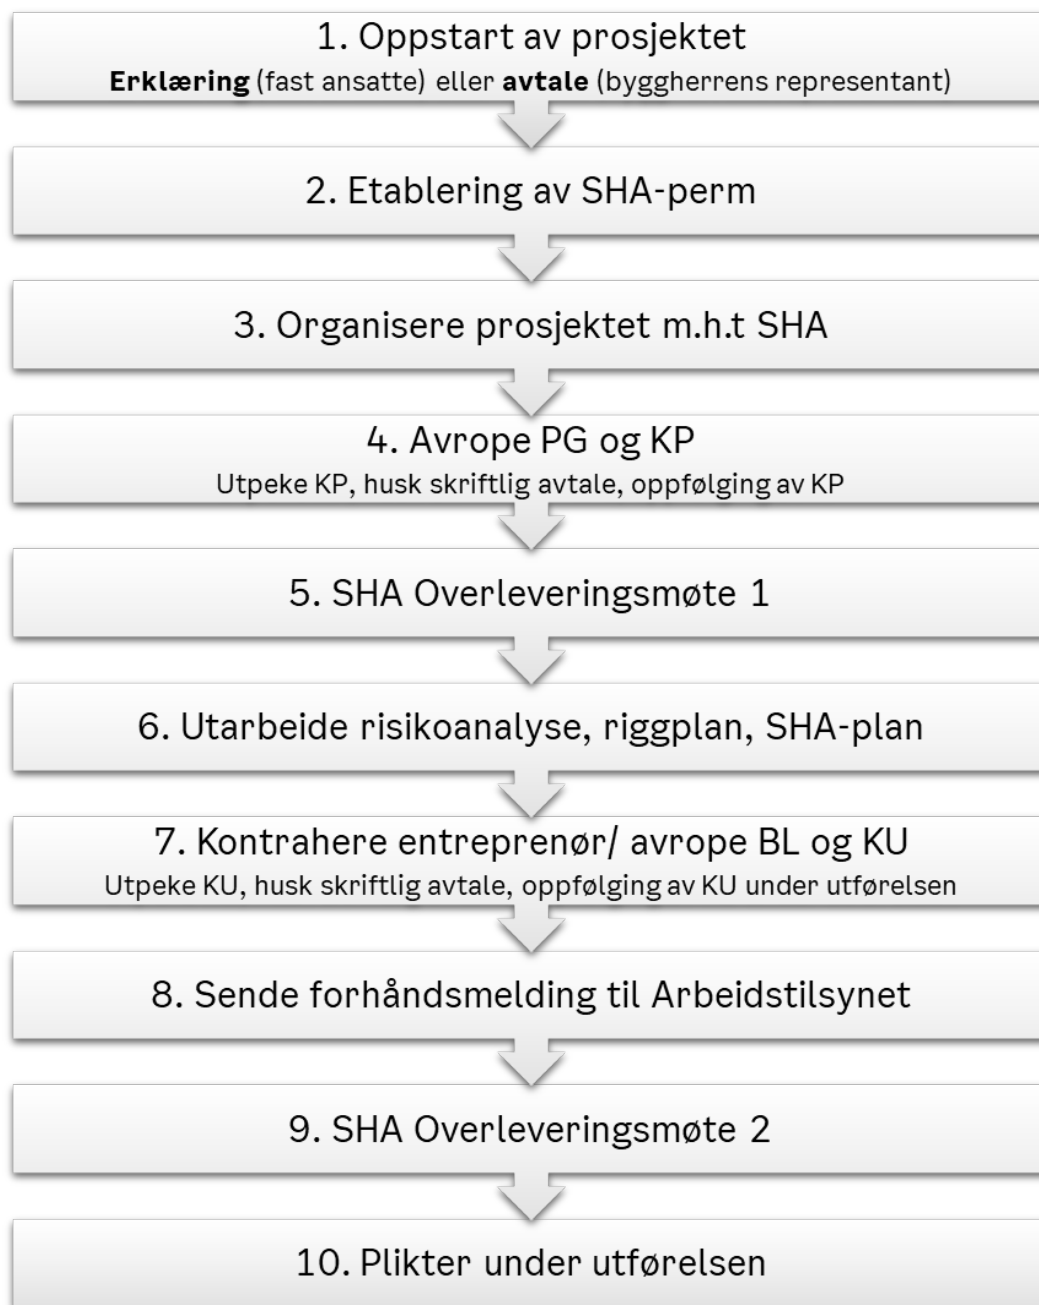 1. Oppstart av prosjektet
Erklæring (fast ansatte) eller avtale (byggherrens representant)
2. Etablering av SHA-perm
3. Organisere prosjektet m.h.t SHA
4. Avrope PG og KP
Utpeke KP, husk skriftlig avtale, oppfølging av KP
5. SHA Overleveringsmøte 1
6. Utarbeide risikoanalyse, riggplan, SHA-plan
7. Kontrahere entreprenør/ avrope BL og KU
Utpeke KU, husk skriftlig avtale, oppfølging av KU under utførelsen
8. Sende forhåndsmelding til Arbeidstilsynet
9. SHA Overleveringsmøte 2
10. Plikter under utførelsen